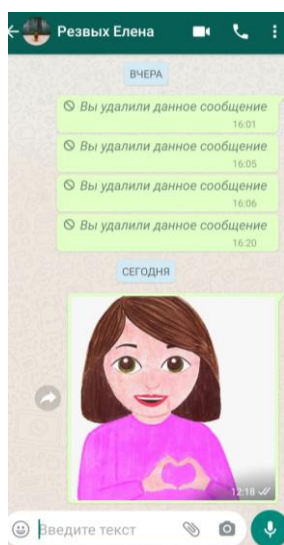 Резвых Елена
ВЧЕРА
Вы удалили данное сообщение
16:01
Вы удалили данное сообщение
16:05
Вы удалили данное сообщение
16:06
Вы удалили данное сообщение
16:20
СЕГОДНЯ
12:18
Введите текст